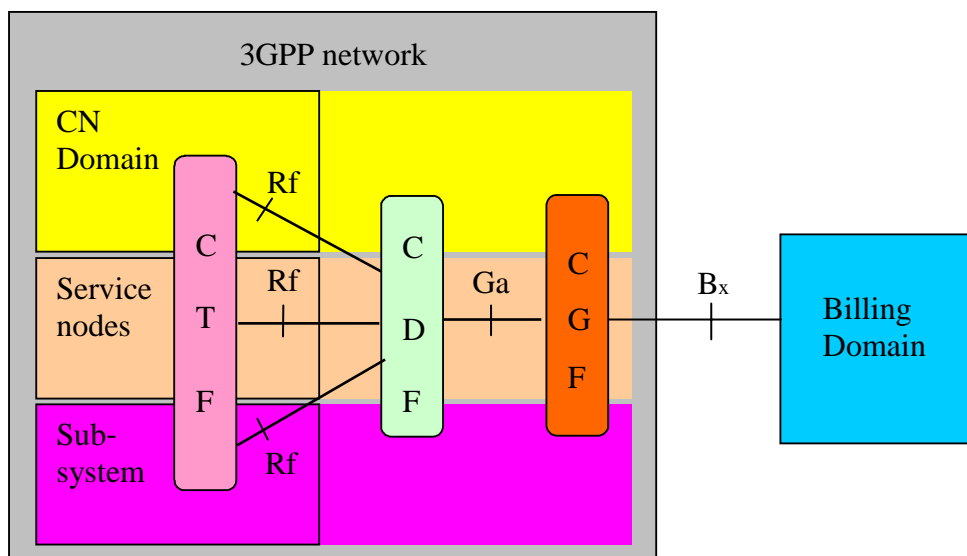 3GPP network
CN
Domain
Rf
C
T
F
Service
nodes
Rf
Sub-
system
Rf
C
D
F
Ga
C
G
F
Bx
Billing
Domain